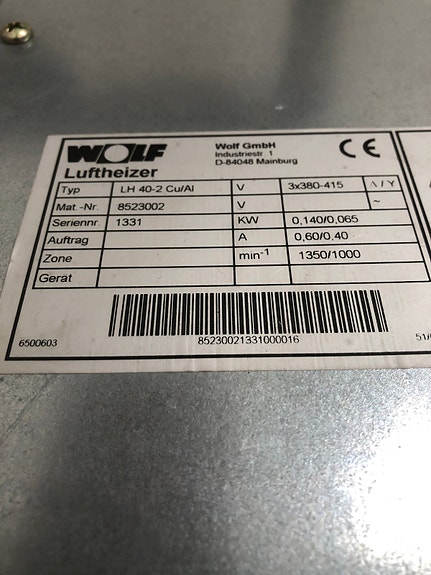 WOLF
Luftheizer
Wolf GmbH
Industriestr. 1
D-84048 Mainburg
CE
Typ LH 40-2 Cu/Al V 3x380-415 Δ / Y
Mat.-Nr. 8523002 V ~
Seriennr. 1331 KW 0,140/0,065
Auftrag A 0,60/0,40
Zone min-1 1350/1000
Gerät
6500603 85230021331000016